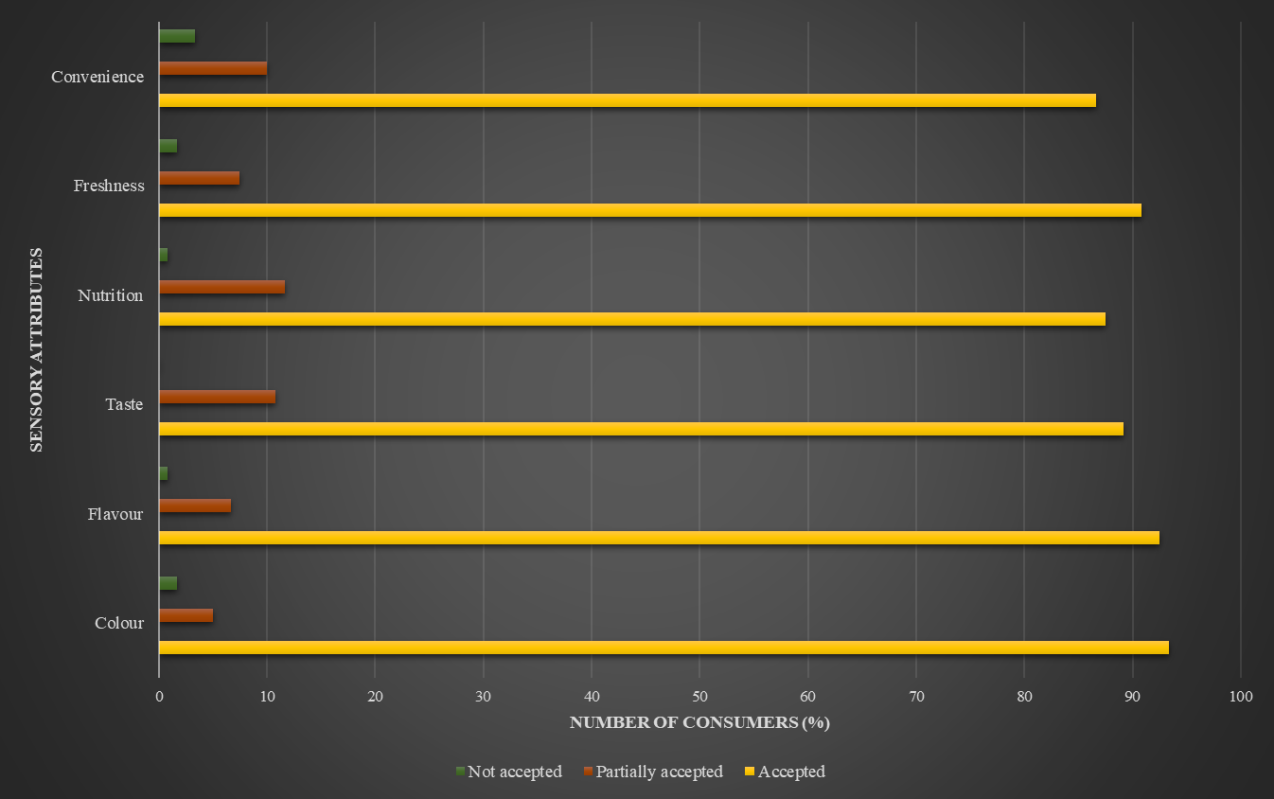 SENSORY ATTRIBUTES
Convenience
Freshness
Nutrition
Taste
Flavour
Colour
0 10 20 30 40 50 60 70 80 90 100
NUMBER OF CONSUMERS (%)
Not accepted Partially accepted Accepted